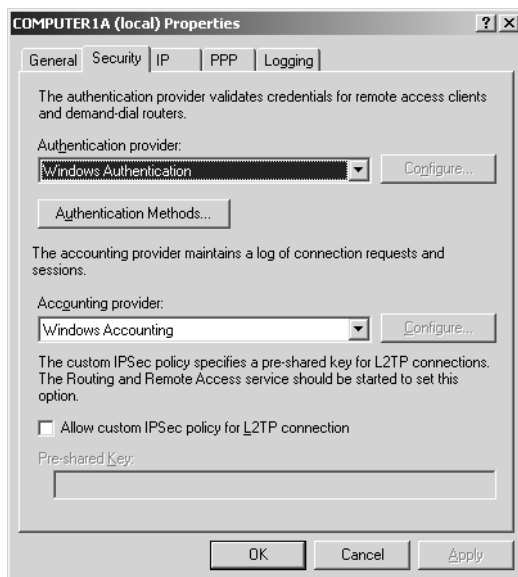 COMPUTER1A (local) Properties ? X
General Security IP PPP Logging
The authentication provider validates credentials for remote access clients
and demand-dial routers.
Authentication provider:
Windows Authentication Configure...
Authentication Methods...
The accounting provider maintains a log of connection requests and
sessions.
Accounting provider:
Windows Accounting Configure...
The custom IPSec policy specifies a pre-shared key for L2TP connections.
The Routing and Remote Access service should be started to set this
option.
Allow custom IPSec policy for L2TP connection
Pre-shared Key:
OK Cancel Apply